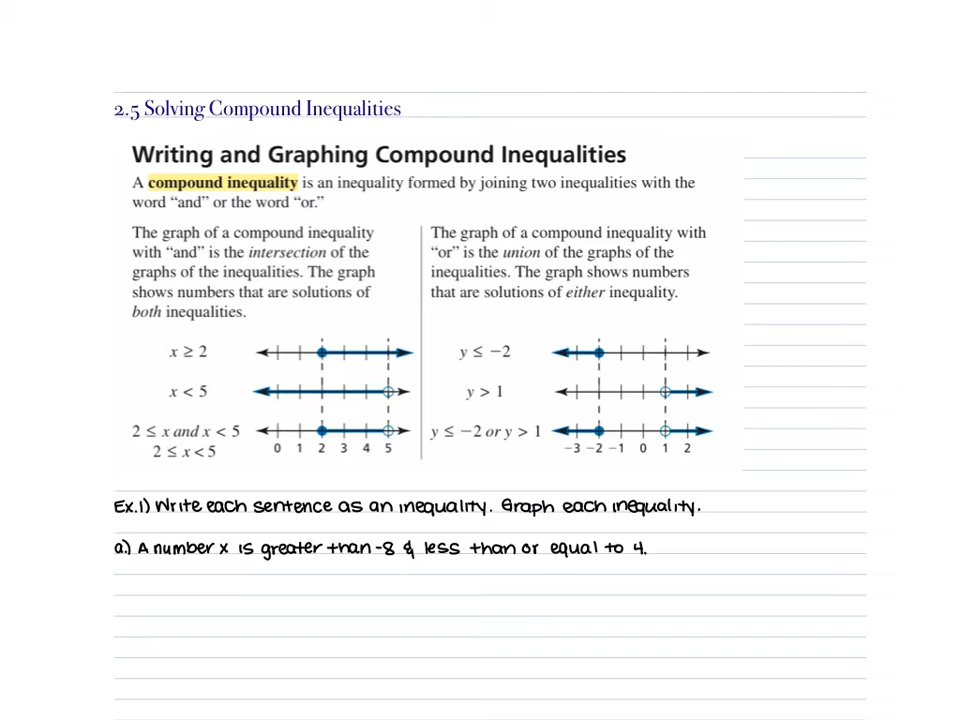 2.5 Solving Compound Inequalities
Writing and Graphing Compound Inequalities
A compound inequality is an inequality formed by joining two inequalities with the
word “and” or the word “or.”
The graph of a compound inequality
with “and” is the intersection of the
graphs of the inequalities. The graph
shows numbers that are solutions of
both inequalities.
x ≥ 2
x < 5
2 ≤ x and x < 5
2 ≤ x < 5
0 1 2 3 4 5
The graph of a compound inequality with
“or” is the union of the graphs of the
inequalities. The graph shows numbers
that are solutions of either inequality.
y ≤ −2
y > 1
y ≤ −2 or y > 1
−3 −2 −1 0 1 2
Ex.1) Write each sentence as an inequality. Graph each inequality.
a.) A number x is greater than -8 & less than or equal to 4.